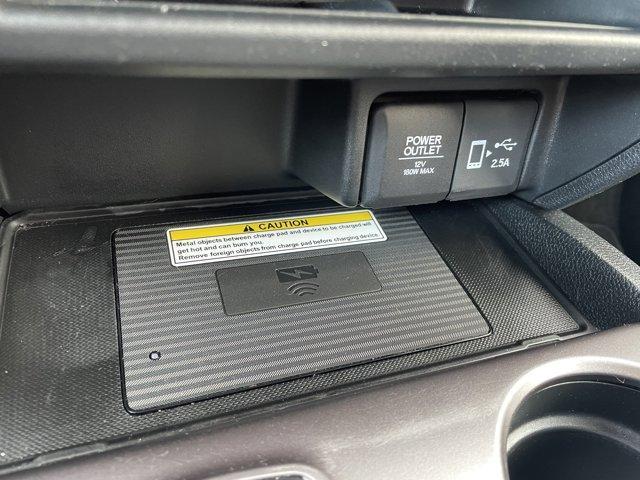 POWER
OUTLET
12V
180W MAX
2.5A
CAUTION
Metal objects between charge pad and device to be charged will
get hot and can burn you.
Remove foreign objects from charge pad before charging device